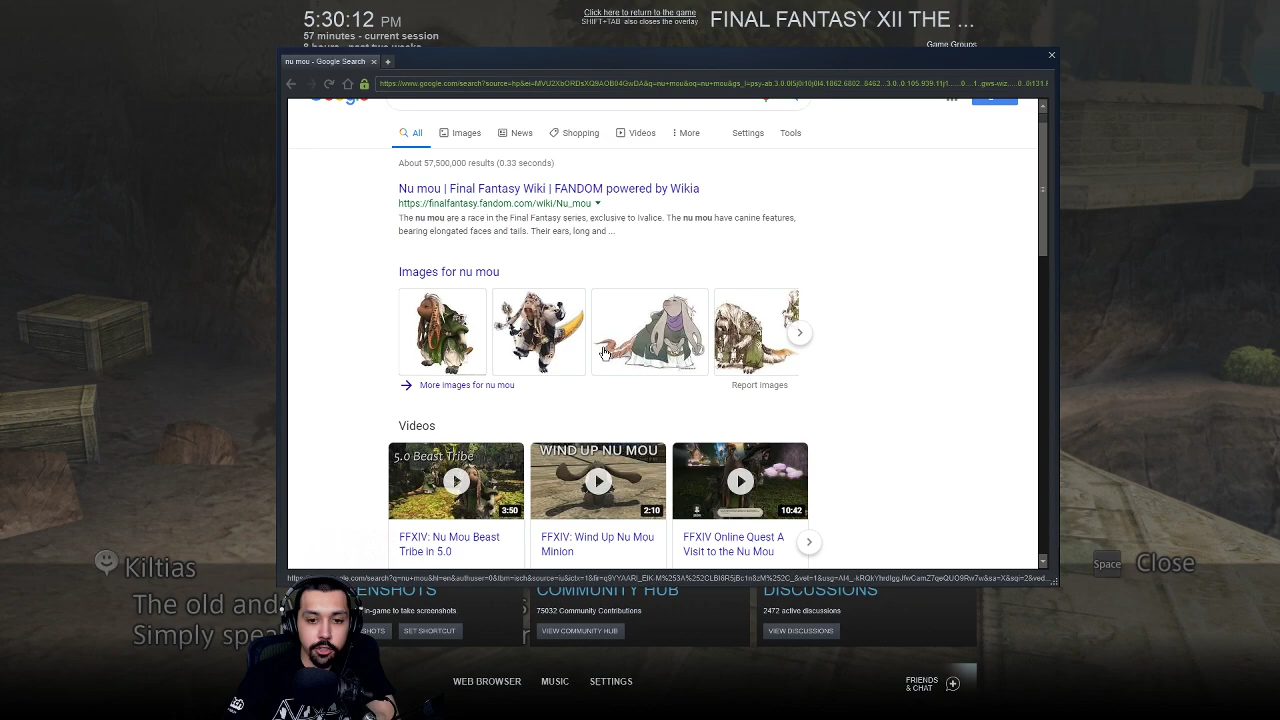 5:30:12 PM
57 minutes - current session
Click here to return to the game
SHIFT+TAB also closes the overlay
FINAL FANTASY XII THE ...
Game Groups
nu mou - Google Search
All
Images
News
Shopping
Videos
More
Settings
Tools
About 57,500,000 results (0.33 seconds)
Nu mou | Final Fantasy Wiki | FANDOM powered by Wikia
https://finalfantasy.fandom.com/wiki/Nu_mou
The nu mou are a race in the Final Fantasy series, exclusive to Ivalice. The nu mou have canine features,
bearing elongated faces and tails. Their ears, long and ...
Images for nu mou
More images for nu mou
Report images
Videos
5.0 Beast Tribe
3:50
WIND UP NU MOU
2:10
10:42
FFXIV: Nu Mou Beast
Tribe in 5.0
FFXIV: Wind Up Nu Mou
Minion
FFXIV Online Quest A
Visit to the Nu Mou
Kiltias
The old and
Simply spea
Space
Close
in-game to take screenshots
SET SHORTCUT
COMMUNITY HUB
75032 Community Contributions
VIEW COMMUNITY HUB
DISCUSSIONS
2472 active discussions
VIEW DISCUSSIONS
WEB BROWSER
MUSIC
SETTINGS
FRIENDS
& CHAT